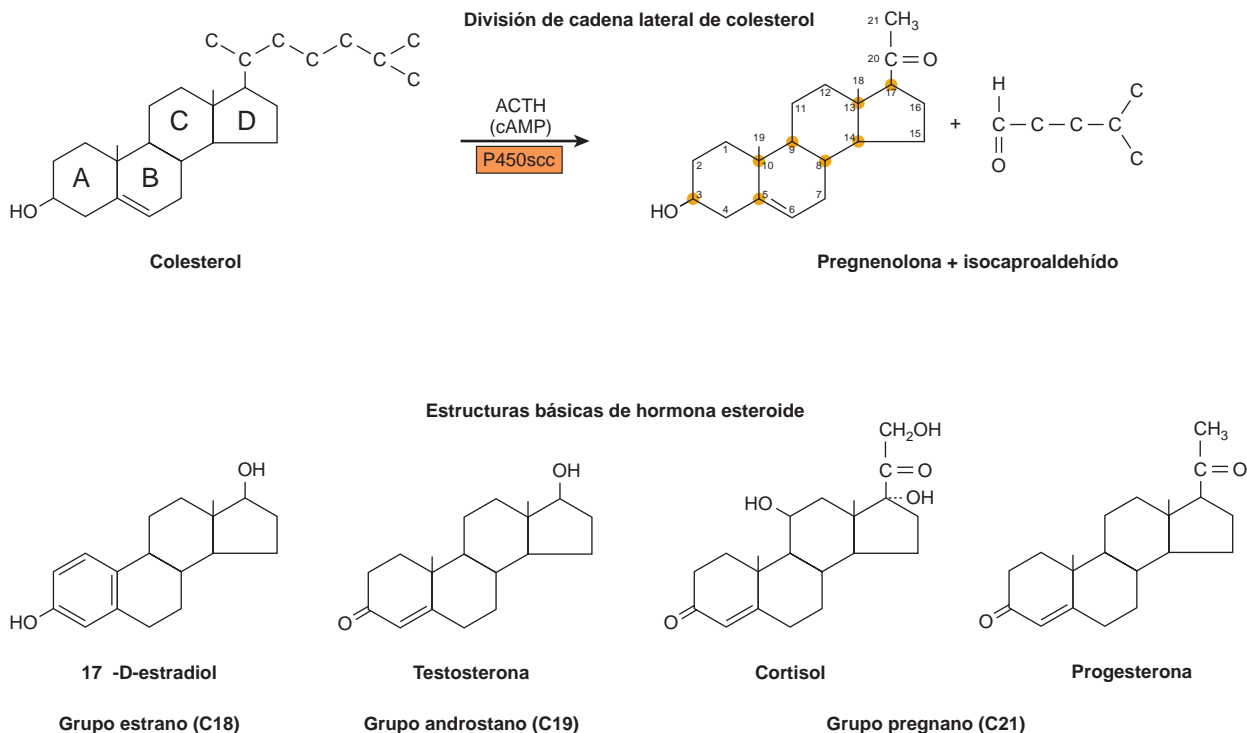 División de cadena lateral de colesterol
C C C C C
C C C C
A B C D
HO
Colesterol
ACTH
(cAMP)
P450scc
21 CH3
20 C=O
18
17
12
13
16
11
14
15
19
1
9
2
10
8
3
5
7
4
6
HO
+
H
C C C C C
O
C
Pregnenolona + isocaproaldehído
Estructuras básicas de hormona esteroide
OH
HO
17 -D-estradiol
Grupo estrano (C18)
OH
O
Testosterona
Grupo androstano (C19)
CH2OH
C=O
HO
OH
O
Cortisol
CH3
C=O
O
Progesterona
Grupo pregnano (C21)